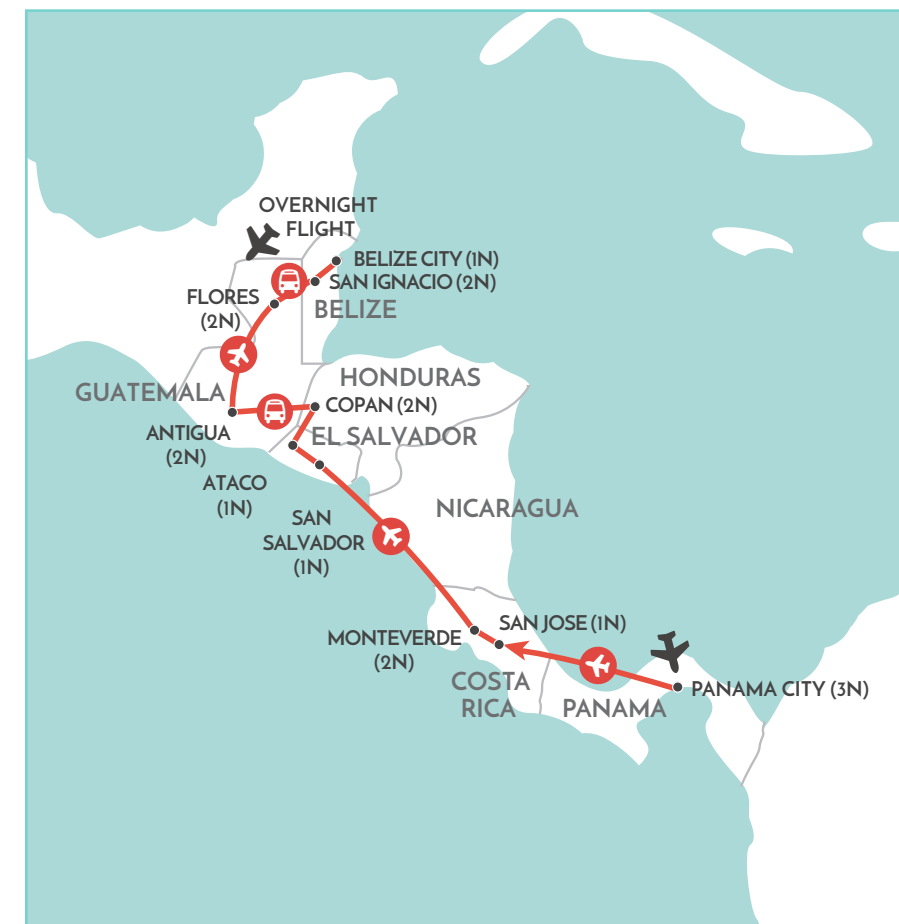 OVERNIGHT
FLIGHT
BELIZE CITY (1N)
SAN IGNACIO (2N)
FLORES
(2N)
BELIZE
GUATEMALA
HONDURAS
COPAN (2N)
ANTIGUA
(2N)
EL SALVADOR
ATACO
(1N)
NICARAGUA
SAN
SALVADOR
(1N)
SAN JOSE (1N)
MONTEVERDE
(2N)
COSTA
RICA
PANAMA
PANAMA CITY (3N)